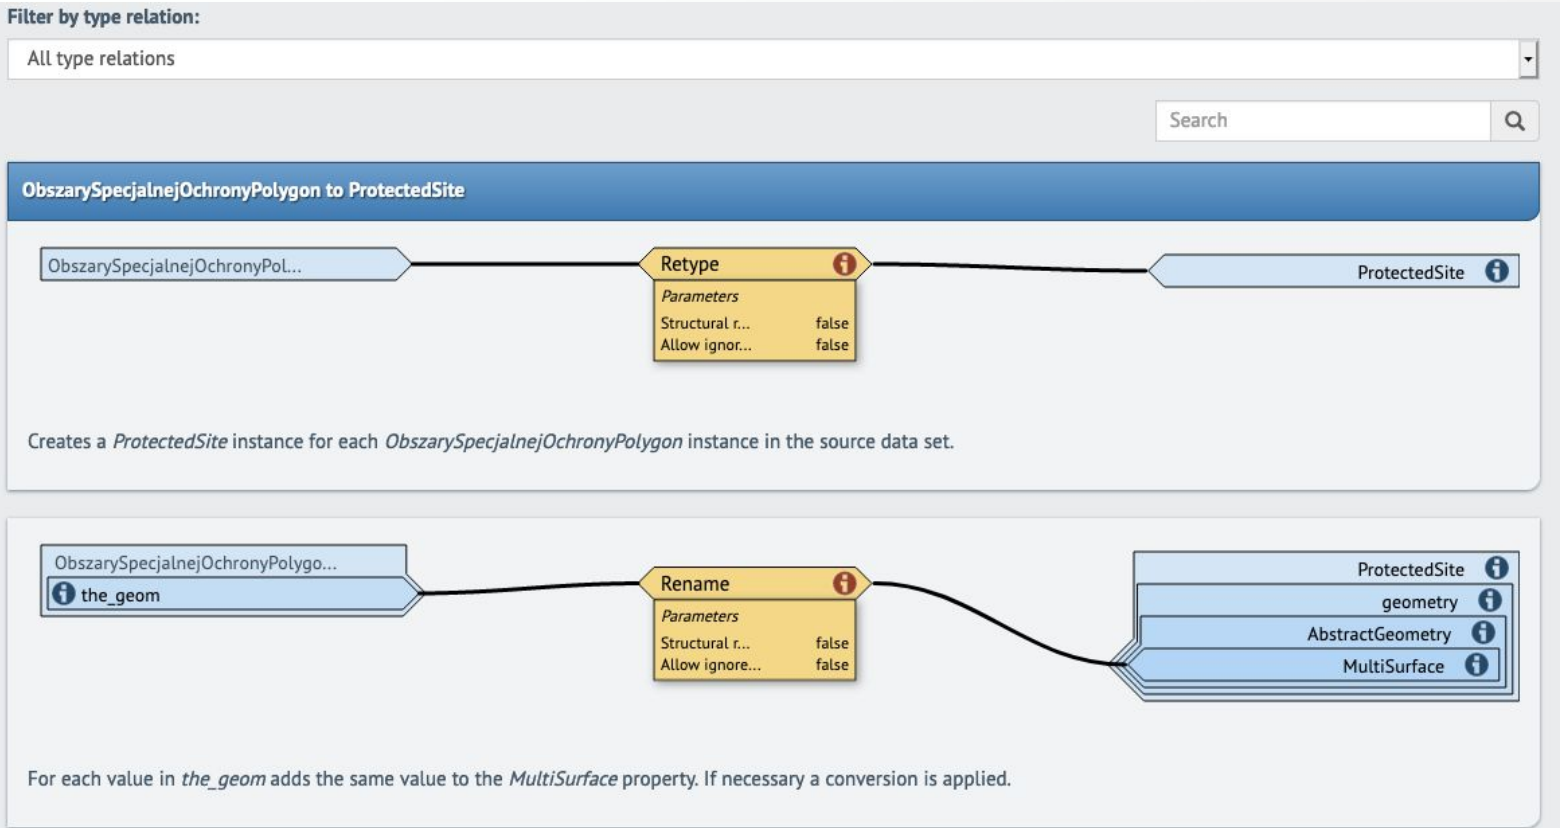 Filter by type relation:
All type relations
Search
ObszarySpecjalnejOchronyPolygon to ProtectedSite
ObszarySpecjalnejOchronyPol...
Retype
ProtectedSite
Parameters
Structural r... false
Allow ignor... false
Creates a ProtectedSite instance for each ObszarySpecjalnejOchronyPolygon instance in the source data set.
ObszarySpecjalnejOchronyPolygo...
the_geom
Rename
Parameters
Structural r... false
Allow ignore... false
ProtectedSite
geometry
AbstractGeometry
MultiSurface
For each value in the_geom adds the same value to the MultiSurface property. If necessary a conversion is applied.